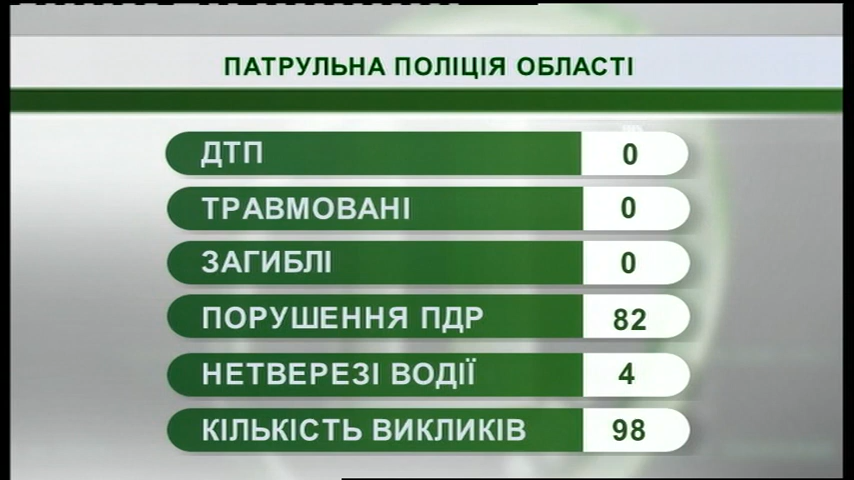 ПАТРУЛЬНА ПОЛІЦІЯ ОБЛАСТІ
ДТП 0
ТРАВМОВАНІ 0
ЗАГИБЛІ 0
ПОРУШЕННЯ ПДР 82
НЕТВЕРЕЗІ ВОДІЇ 4
КІЛЬКІСТЬ ВИКЛИКІВ 98